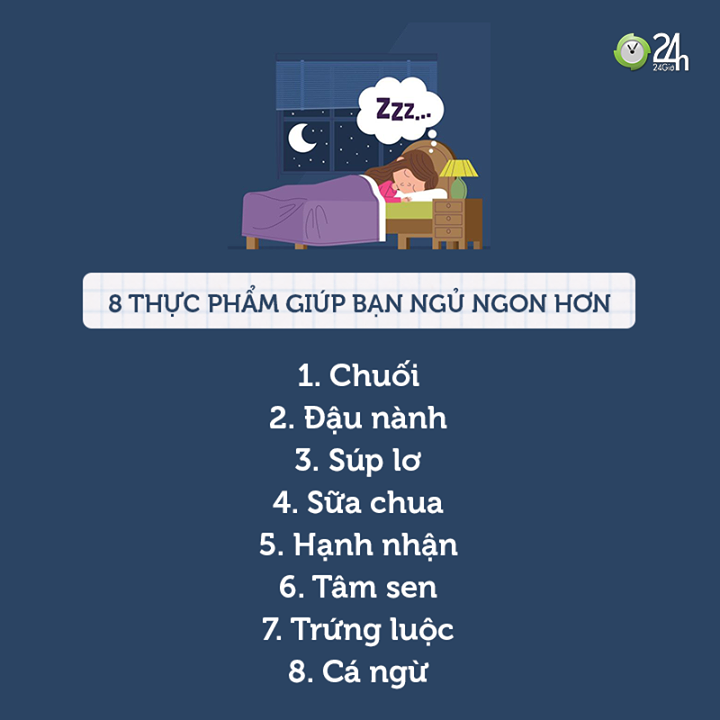 24h
24Giờ
Zzz...
8 THỰC PHẨM GIÚP BẠN NGỦ NGON HƠN
1. Chuối
2. Đậu nành
3. Súp lơ
4. Sữa chua
5. Hạnh nhận
6. Tâm sen
7. Trứng luộc
8. Cá ngừ